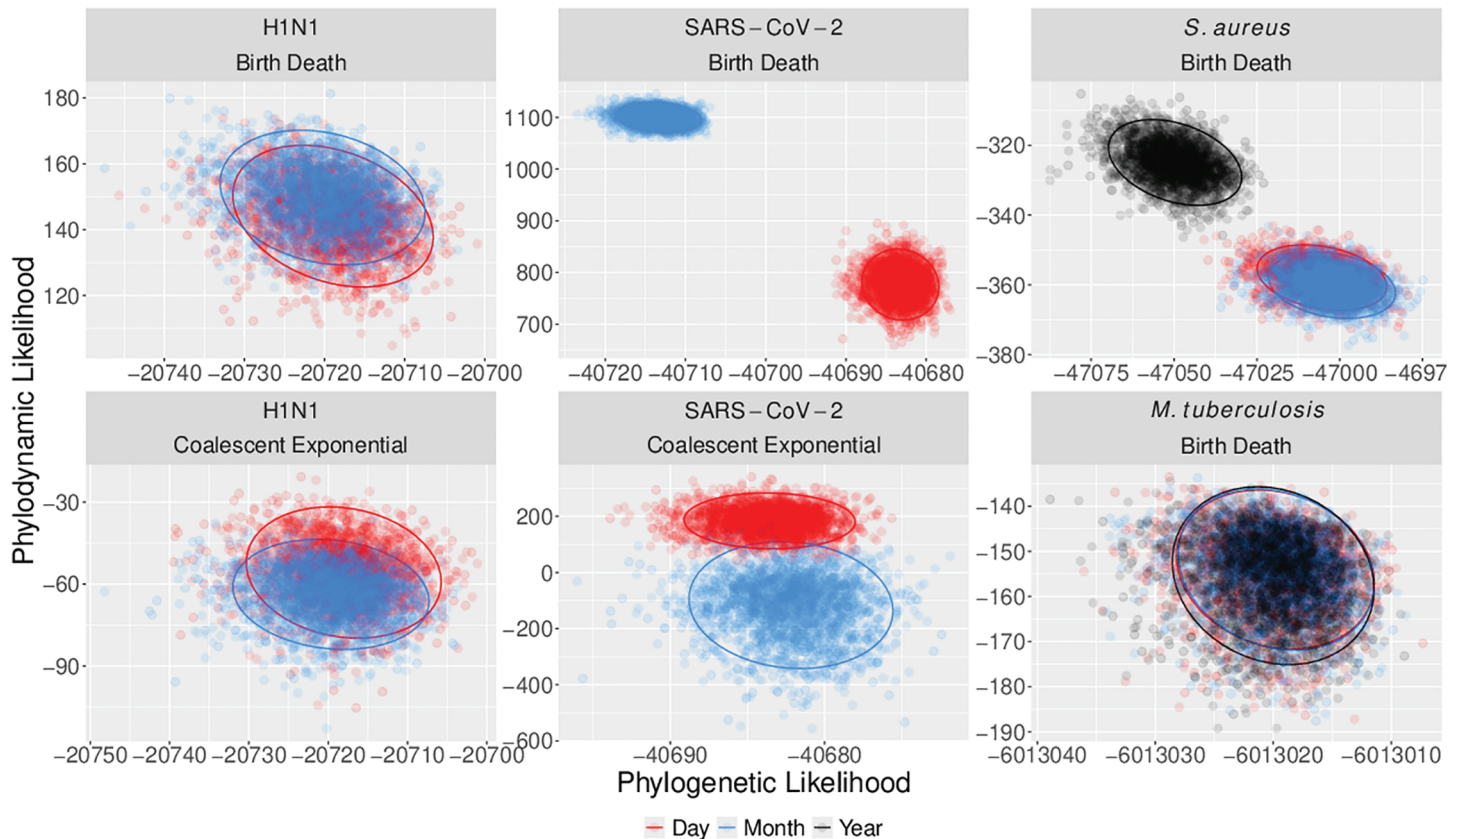 H1N1
Birth Death
SARS−CoV−2
Birth Death
S. aureus
Birth Death
180
160
140
120
1100
1000
900
800
700
−320
−340
−360
−380
−20740 −20730 −20720 −20710 −20700
−40720 −40710 −40700 −40690 −40680
−47075 −47050 −47025 −47000 −4697
Phylodynamic Likelihood
H1N1
Coalescent Exponential
SARS−CoV−2
Coalescent Exponential
M. tuberculosis
Birth Death
−30
−60
−90
200
0
−200
−400
−600
−140
−150
−160
−170
−180
−190
−20750 −20740 −20730 −20720 −20710 −20700
−40690 −40680
−6013040 −6013030 −6013020 −6013010
Phylogenetic Likelihood
Day Month Year